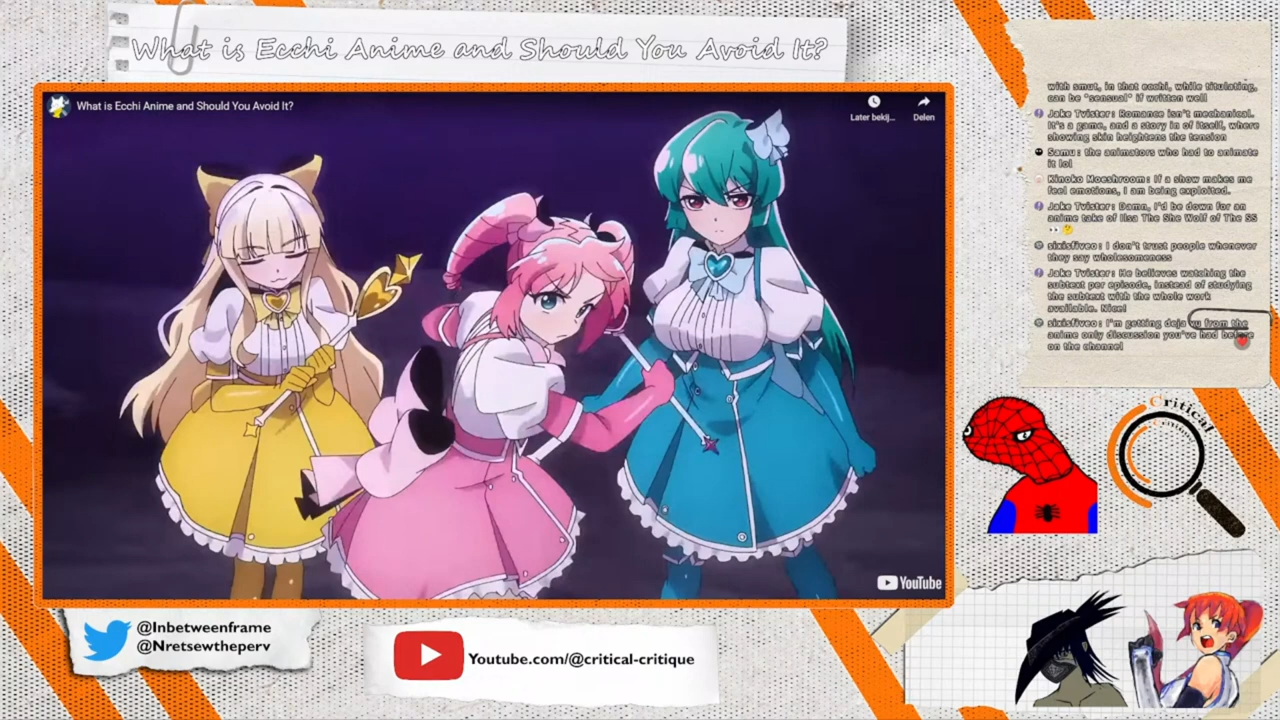 What is Ecchi Anime and Should You Avoid It?
What is Ecchi Anime and Should You Avoid It?
Later bekij...
Delen
YouTube
with smut, in that ecchi, while titulating,
can be "sensual" if written well
Jake Tvister: Romance isn't mechanical.
It's a game, and a story in of itself, where
showing skin heightens the tension
Samu: the animators who had to animate
it lol
Kinoko Moeshroom: If a show makes me
feel emotions, I am being exploited.
Jake Tvister: Damn, I'd be down for an
anime take of Ilsa The She Wolf of The SS
👀 🤔
sixisfiveo: I don't trust people whenever
they say wholesomeness
Jake Tvister: He believes watching the
subtext per episode, instead of studying
the subtext with the whole work
available. Nice!
sixisfiveo: I'm getting deja vu from the
anime only discussion you've had before
on the channel
Critical
@Inbetweenframe
@Nretsewtheperv
Youtube.com/@critical-critique